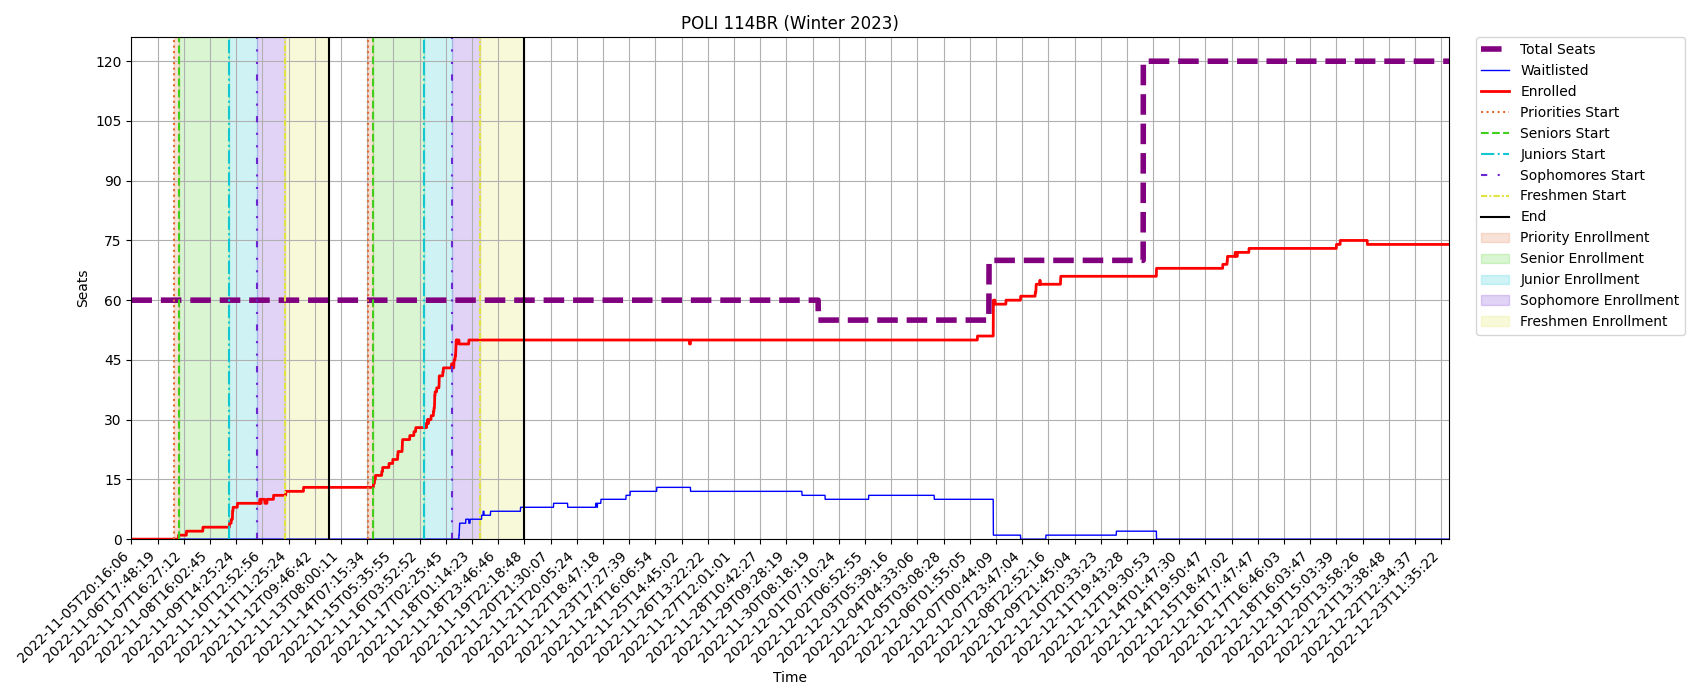 POLI 114BR (Winter 2023)
Seats
120
105
90
75
60
45
30
15
0
2022-11-05T20:16:06
2022-11-06T17:48:19
2022-11-07T16:27:12
2022-11-08T16:02:45
2022-11-09T14:25:24
2022-11-10T12:52:56
2022-11-11T11:25:24
2022-11-12T09:46:42
2022-11-13T08:00:11
2022-11-14T07:15:34
2022-11-15T05:35:55
2022-11-16T03:52:52
2022-11-17T02:25:45
2022-11-18T01:14:23
2022-11-18T23:46:46
2022-11-19T22:18:48
2022-11-20T21:30:07
2022-11-21T20:05:24
2022-11-22T18:47:18
2022-11-23T17:27:39
2022-11-24T16:06:54
2022-11-25T14:45:02
2022-11-26T13:22:22
2022-11-27T12:01:01
2022-11-28T10:42:27
2022-11-29T09:28:19
2022-11-30T08:18:19
2022-12-01T07:10:24
2022-12-02T06:52:55
2022-12-03T05:39:16
2022-12-04T04:33:06
2022-12-05T03:08:28
2022-12-06T01:55:05
2022-12-07T00:44:09
2022-12-07T23:47:04
2022-12-08T22:52:16
2022-12-09T21:45:04
2022-12-10T20:33:23
2022-12-11T19:43:28
2022-12-12T19:30:53
2022-12-14T01:47:30
2022-12-14T19:50:47
2022-12-15T18:47:02
2022-12-16T17:47:47
2022-12-17T16:46:03
2022-12-18T16:03:47
2022-12-19T15:03:39
2022-12-20T13:58:26
2022-12-21T13:38:48
2022-12-22T12:34:37
2022-12-23T11:35:22
Time
Total Seats
Waitlisted
Enrolled
Priorities Start
Seniors Start
Juniors Start
Sophomores Start
Freshmen Start
End
Priority Enrollment
Senior Enrollment
Junior Enrollment
Sophomore Enrollment
Freshmen Enrollment